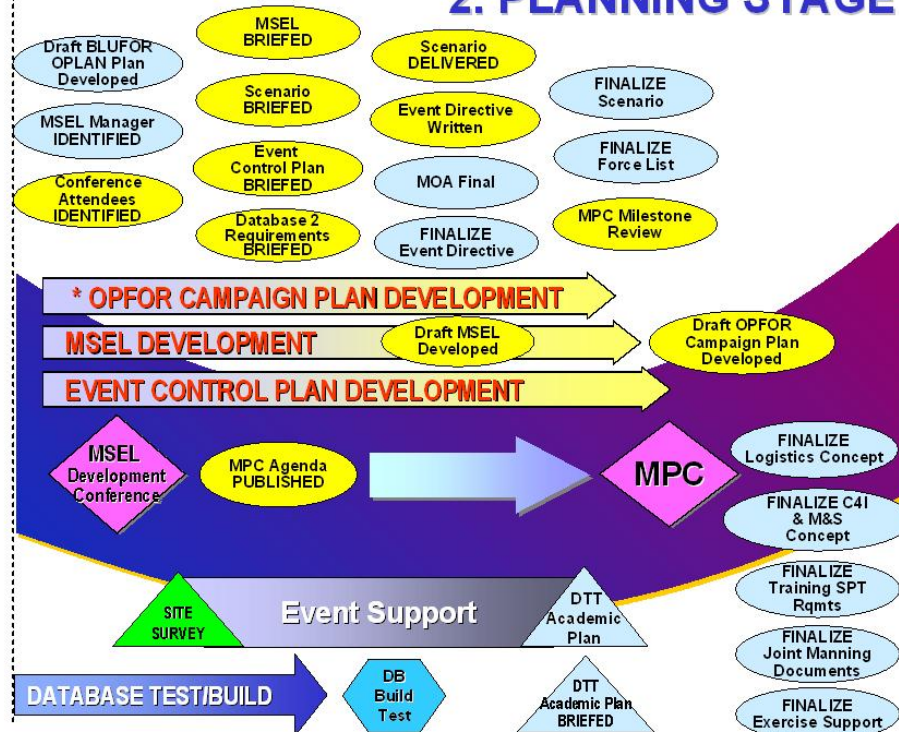 2. PLANNING STAGE
Draft BLUFOR
OPLAN Plan
Developed
MSEL
BRIEFED
Scenario
DELIVERED
MSEL Manager
IDENTIFIED
Scenario
BRIEFED
Event Directive
Written
FINALIZE
Scenario
Conference
Attendees
IDENTIFIED
Event
Control Plan
BRIEFED
MOA Final
FINALIZE
Force List
Database 2
Requirements
BRIEFED
FINALIZE
Event Directive
MPC Milestone
Review
* OPFOR CAMPAIGN PLAN DEVELOPMENT
MSEL DEVELOPMENT
Draft MSEL
Developed
Draft OPFOR
Campaign Plan
Developed
EVENT CONTROL PLAN DEVELOPMENT
MSEL
Development
Conference
MPC Agenda
PUBLISHED
MPC
FINALIZE
Logistics Concept
FINALIZE C4I
& M&S
Concept
SITE
SURVEY
Event Support
DTT
Academic
Plan
FINALIZE
Training SPT
Rqmts
FINALIZE
Joint Manning
Documents
DATABASE TEST/BUILD
DB
Build
Test
DTT
Academic Plan
BRIEFED
FINALIZE
Exercise Support